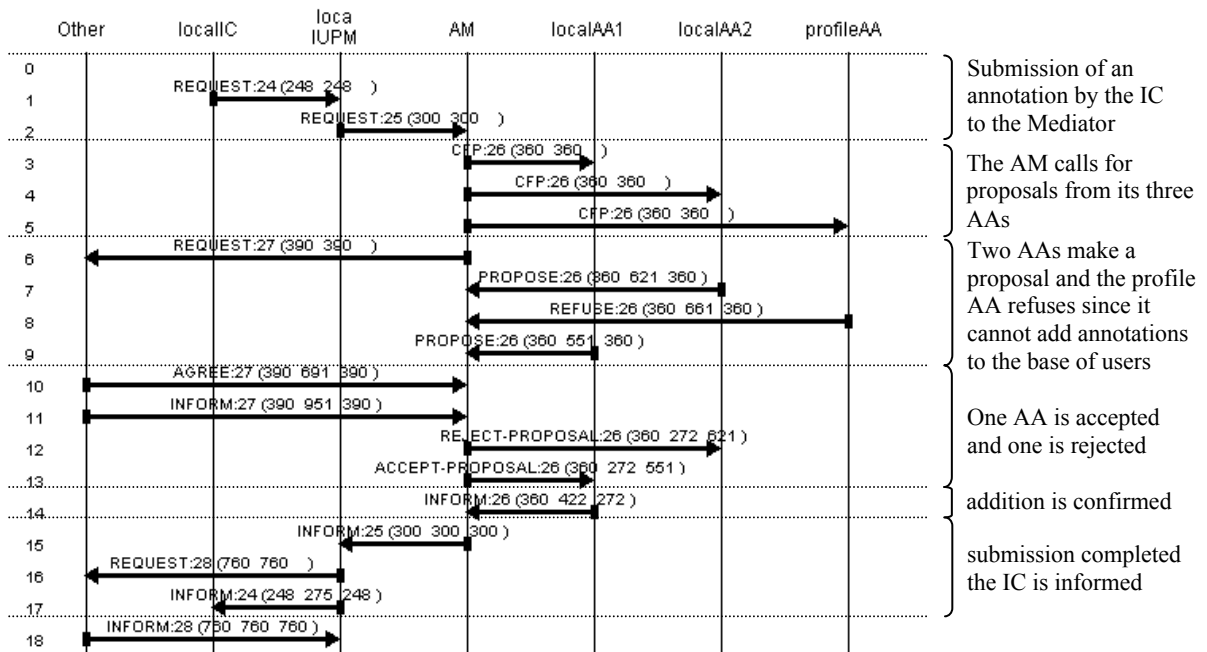 Other localIC loca IUPM AM localAA1 localAA2 profileAA
0
REQUEST:24 (248 248 )
1
REQUEST:25 (300 300 )
2
Submission of an
annotation by the IC
to the Mediator
CFP:26 (360 360 )
3
CFP:26 (360 360 )
4
CFP:26 (360 360 )
5
The AM calls for
proposals from its three
AAs
REQUEST:27 (390 390 )
6
PROPOSE:26 (360 621 360 )
7
REFUSE:26 (360 661 360 )
8
PROPOSE:26 (360 551 360 )
9
Two AAs make a
proposal and the profile
AA refuses since it
cannot add annotations
to the base of users
AGREE:27 (390 691 390 )
10
INFORM:27 (390 951 390 )
11
REJECT-PROPOSAL:26 (360 272 621 )
12
ACCEPT-PROPOSAL:26 (360 272 551 )
13
One AA is accepted
and one is rejected
INFORM:26 (360 422 272 )
14
addition is confirmed
INFORM:25 (300 300 300 )
15
REQUEST:28 (760 760 )
16
INFORM:24 (248 275 248 )
17
submission completed
the IC is informed
INFORM:28 (760 760 760 )
18